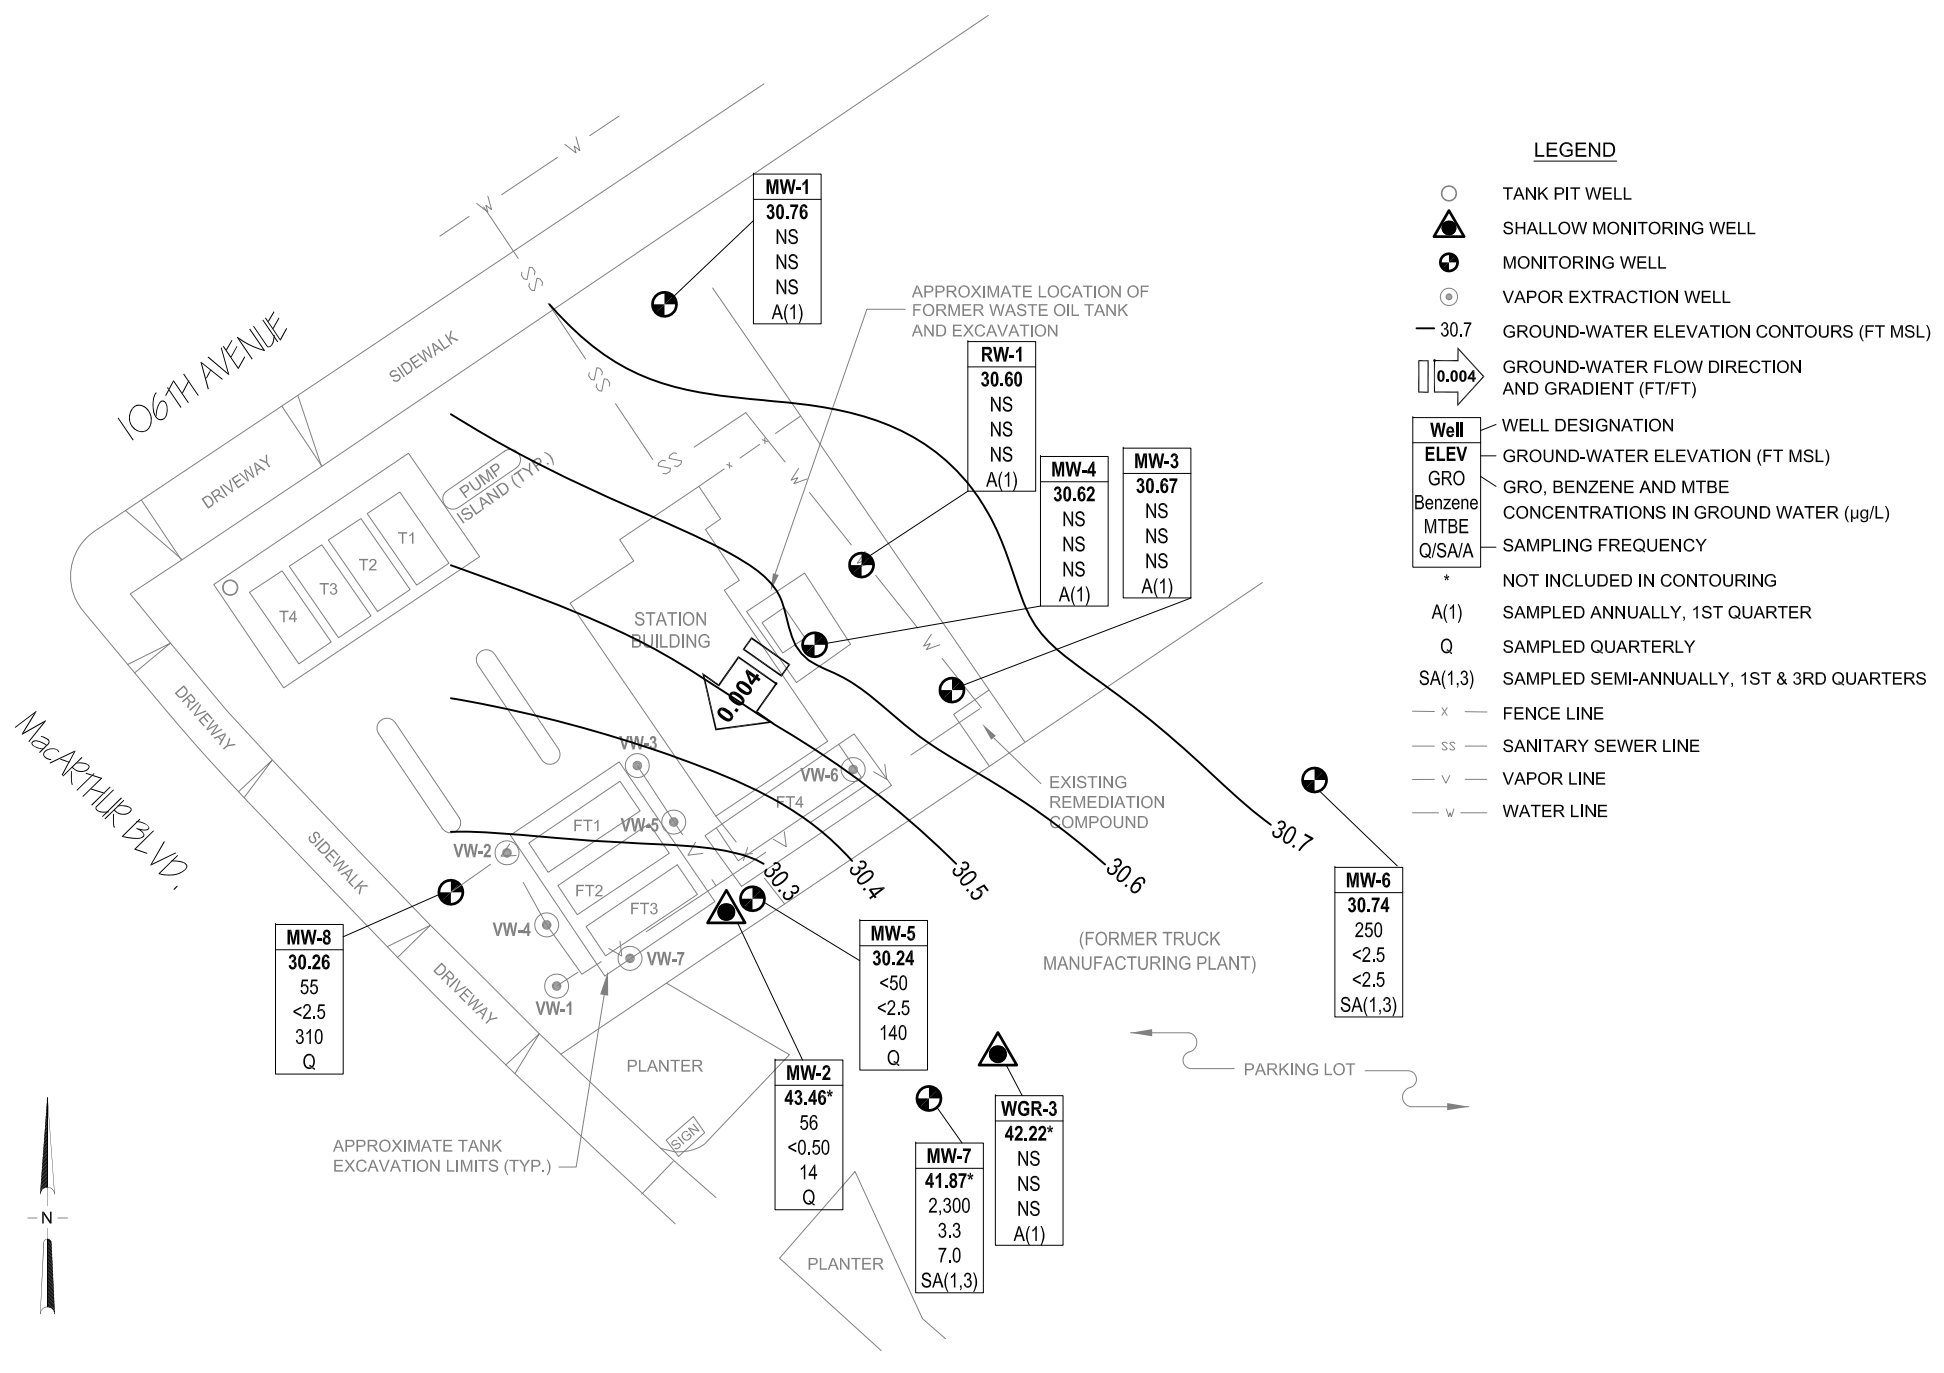 LEGEND
TANK PIT WELL
SHALLOW MONITORING WELL
MONITORING WELL
VAPOR EXTRACTION WELL
30.7 GROUND-WATER ELEVATION CONTOURS (FT MSL)
0.004
GROUND-WATER FLOW DIRECTION
AND GRADIENT (FT/FT)
Well
ELEV
GRO
Benzene
MTBE
Q/SA/A
WELL DESIGNATION
GROUND-WATER ELEVATION (FT MSL)
GRO, BENZENE AND MTBE
CONCENTRATIONS IN GROUND WATER (µg/L)
SAMPLING FREQUENCY
* NOT INCLUDED IN CONTOURING
A(1) SAMPLED ANNUALLY, 1ST QUARTER
Q SAMPLED QUARTERLY
SA(1,3) SAMPLED SEMI-ANNUALLY, 1ST & 3RD QUARTERS
X FENCE LINE
SS SANITARY SEWER LINE
V VAPOR LINE
W WATER LINE
W
W
SS
SS
SS
W
W
x
x
V
V
V
106TH AVENUE
MacARTHUR BLVD.
SIDEWALK
DRIVEWAY
DRIVEWAY
SIDEWALK
DRIVEWAY
PUMP
ISLAND (TYP.)
T1
T2
T3
T4
STATION
BUILDING
0.004
APPROXIMATE LOCATION OF
FORMER WASTE OIL TANK
AND EXCAVATION
MW-1
30.76
NS
NS
NS
A(1)
RW-1
30.60
NS
NS
NS
A(1)
MW-4
30.62
NS
NS
NS
A(1)
MW-3
30.67
NS
NS
NS
A(1)
EXISTING
REMEDIATION
COMPOUND
VW-3
VW-6
VW-5
VW-2
VW-4
VW-7
VW-1
FT1
FT2
FT3
FT4
30.3
30.4
30.5
30.6
30.7
MW-8
30.26
55
<2.5
310
Q
MW-5
30.24
<50
<2.5
140
Q
MW-6
30.74
250
<2.5
<2.5
SA(1,3)
(FORMER TRUCK
MANUFACTURING PLANT)
PARKING LOT
MW-2
43.46*
56
<0.50
14
Q
WGR-3
42.22*
NS
NS
NS
A(1)
MW-7
41.87*
2,300
3.3
7.0
SA(1,3)
PLANTER
SIGN
PLANTER
APPROXIMATE TANK
EXCAVATION LIMITS (TYP.)
N